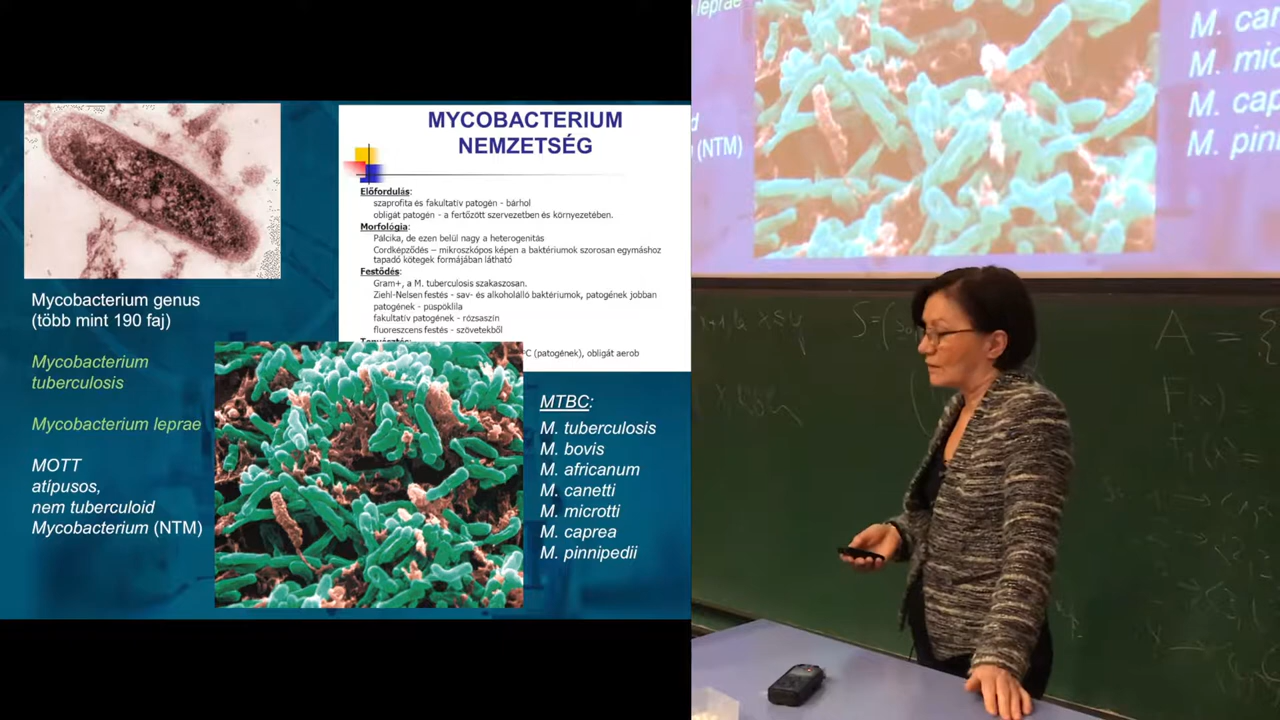 MYCOBACTERIUM
NEMZETSÉG
Előfordulás:
szaprofita és fakultatív patogén - bárhol
obligát patogén - a fertőzött szervezetben és környezetében.
Morfológia:
Pálcika, de ezen belül nagy a heterogenitás
Cordképződés – mikroszkópos képen a baktériumok szorosan egymáshoz
tapadó kötegek formájában látható
Festődés:
Gram+, a M. tuberculosis szakaszosan.
Ziehl-Nelsen festés - sav- és alkoholálló baktériumok, patogének jobban
patogének - püspöklila
fakultatív patogének - rózsaszín
fluoreszcens festés - szövetekből
°C (patogének), obligát aerob
Mycobacterium genus
(több mint 190 faj)
Mycobacterium
tuberculosis
Mycobacterium leprae
MOTT
atípusos,
nem tuberculoid
Mycobacterium (NTM)
MTBC:
M. tuberculosis
M. bovis
M. africanum
M. canetti
M. microtti
M. caprea
M. pinnipedii
leprae
(NTM)
M. car
M. mic
M. cap
M. pinn
S=(
A = {
F(x) =